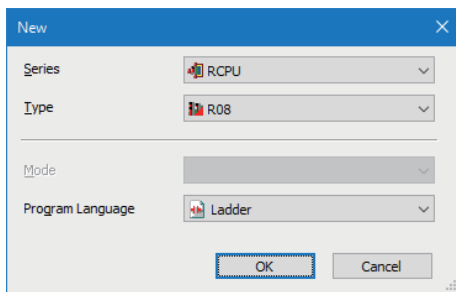 New
Series
RCPU
Type
R08
Mode
Program Language
Ladder
OK
Cancel